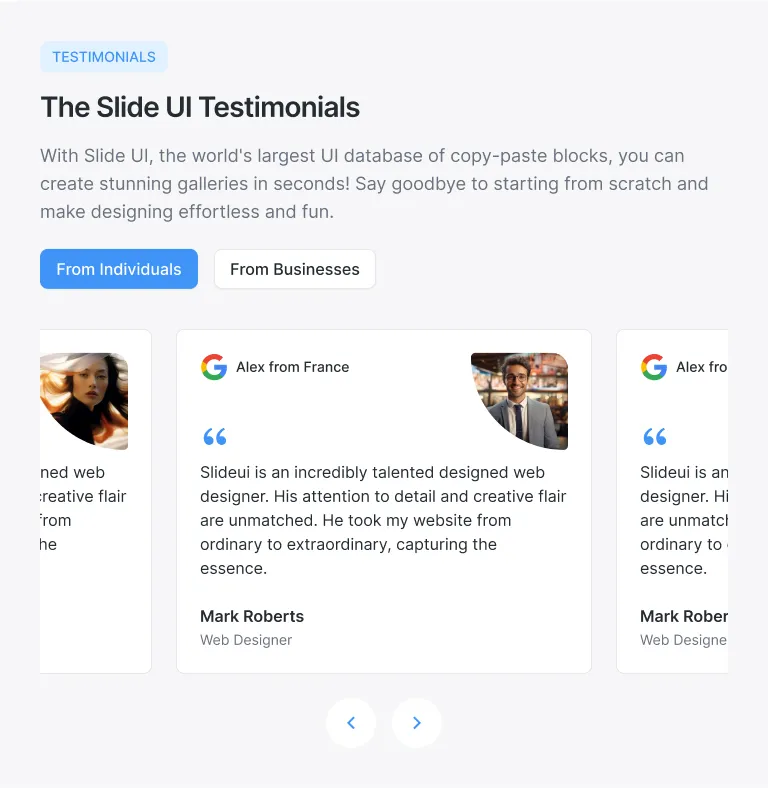 TESTIMONIALS
The Slide UI Testimonials
With Slide UI, the world's largest UI database of copy-paste blocks, you can
create stunning galleries in seconds! Say goodbye to starting from scratch and
make designing effortless and fun.
From Individuals
From Businesses
ned web
creative flair
from
he
Alex from France
Slideui is an incredibly talented designed web
designer. His attention to detail and creative flair
are unmatched. He took my website from
ordinary to extraordinary, capturing the
essence.
Mark Roberts
Web Designer
Alex fro
Slideui is an
designer. Hi
are unmatch
ordinary to
essence.
Mark Rober
Web Designe